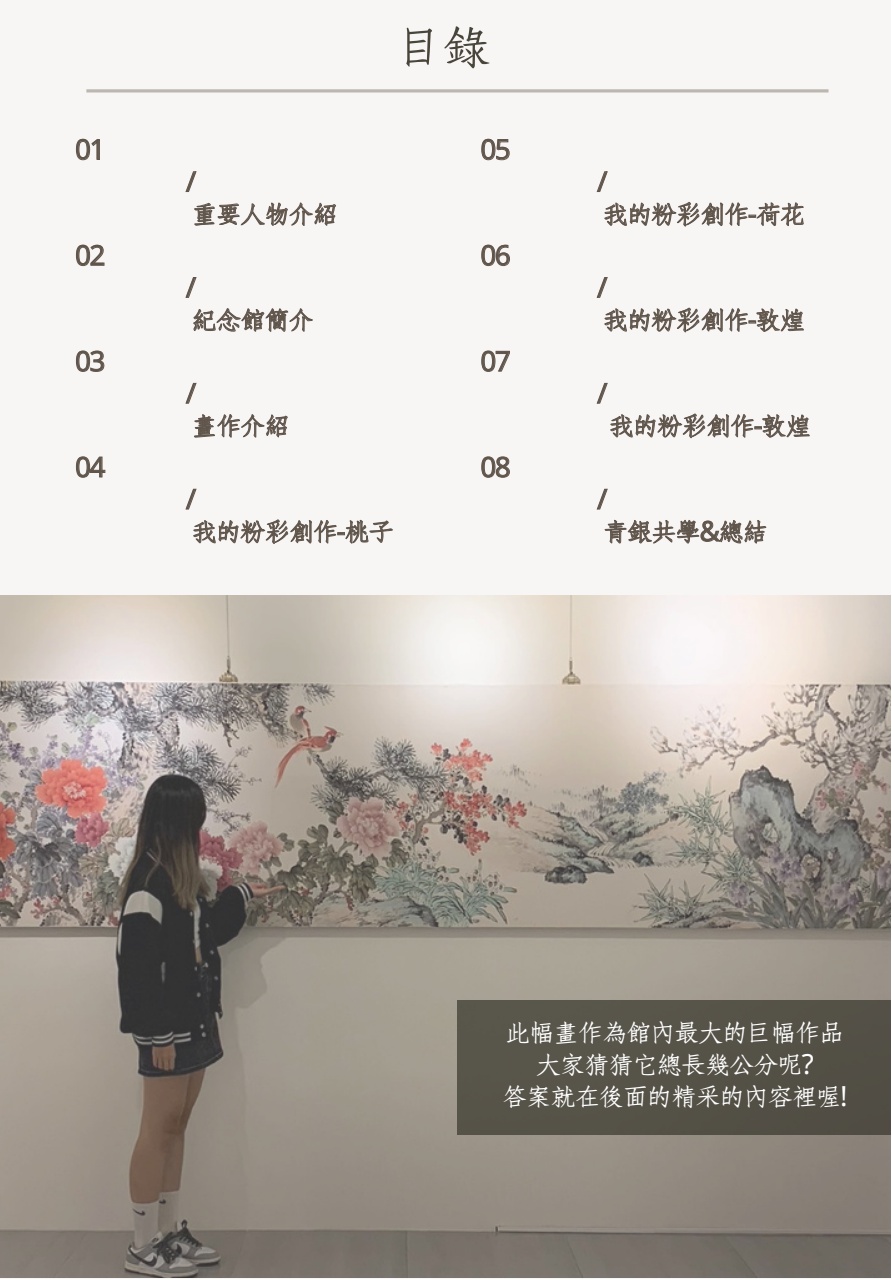 目錄
01
/
重要人物介紹
02
/
紀念館簡介
03
/
畫作介紹
04
/
我的粉彩創作-桃子
05
/
我的粉彩創作-荷花
06
/
我的粉彩創作-敦煌
07
/
我的粉彩創作-敦煌
08
/
青銀共學&總結
此幅畫作為館內最大的巨幅作品
大家猜猜它總長幾公分呢?
答案就在後面的精采的內容裡喔!